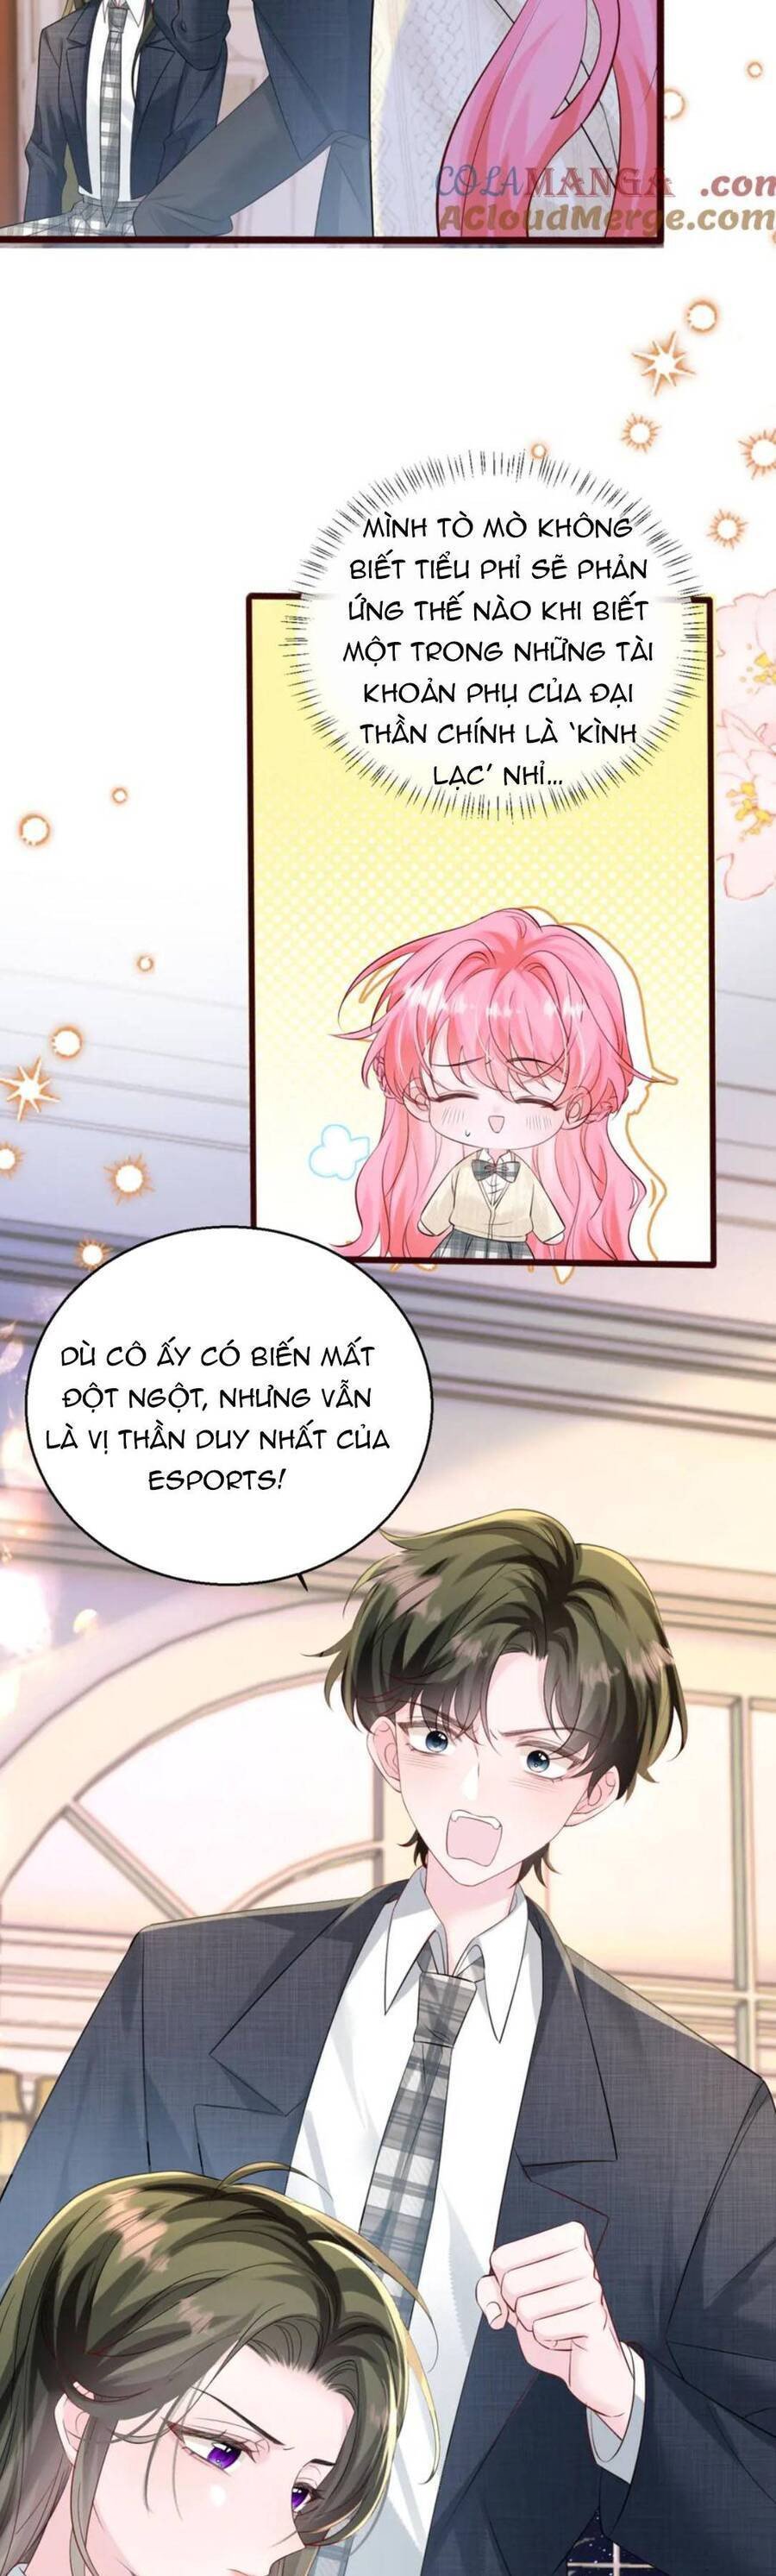 COLAMANGA .com
ACloudMerge.com
MÌNH TÒ MÒ KHÔNG
BIẾT TIỂU PHỈ SẼ PHẢN
ỨNG THẾ NÀO KHI BIẾT
MỘT TRONG NHỮNG TÀI
KHOẢN PHỤ CỦA ĐẠI
THẦN CHÍNH LÀ ‘KÌNH
LẠC’ NHỈ...
DÙ CÔ ẤY CÓ BIẾN MẤT
ĐỘT NGỘT, NHƯNG VẪN
LÀ VỊ THẦN DUY NHẤT CỦA
ESPORTS!